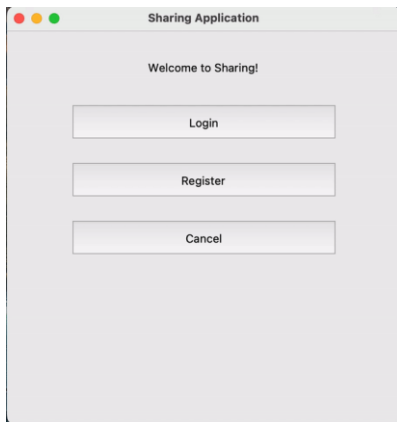 Sharing Application
Welcome to Sharing!
Login
Register
Cancel